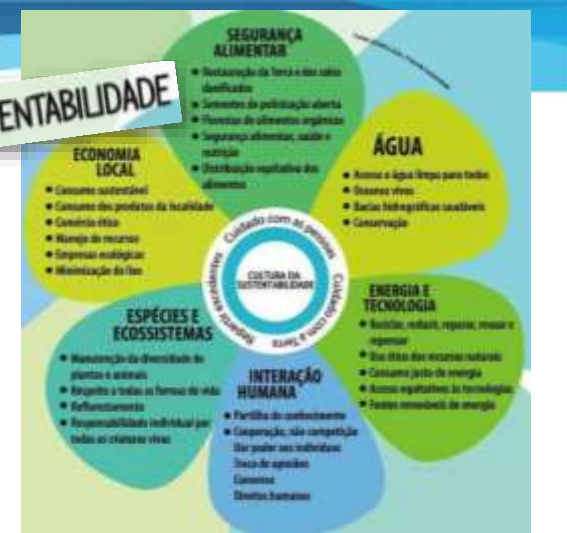 ENTABILIDADE
SEGURANÇA
ALIMENTAR
• Restauração da Terra e dos solos
danificados
• Sementes de polinização aberta
• Florestas de alimentos orgânicos
• Segurança alimentar, saúde e
nutrição
• Distribuição equitativa dos
alimentos
ÁGUA
• Acesso a água limpa para todos
• Oceanos vivos
• Bacias hidrográficas saudáveis
• Conservação
ECONOMIA
LOCAL
• Consumo sustentável
• Consumo dos produtos da localidade
• Comércio ético
• Manejo de recursos
• Empresas ecológicas
• Minimização do lixo
Cuidado com as pessoas
Cuidado com a Terra
Repartir excedentes
CULTURA DA
SUSTENTABILIDADE
ENERGIA E
TECNOLOGIA
• Reciclar, reduzir, reparar, reusar e
repensar
• Uso ético dos recursos naturais
• Consumo justo de energia
• Acesso equitativo às tecnologias
• Fontes renováveis de energia
ESPÉCIES E
ECOSSISTEMAS
• Manutenção da diversidade de
plantas e animais
• Respeito a todas as formas de vida
• Reflorestamento
• Responsabilidade individual por
todas as criaturas vivas
INTERAÇÃO
HUMANA
• Partilha do conhecimento
• Cooperação, não competição
Dar poder aos indivíduos
Troca de opiniões
Consenso
Direitos humanos